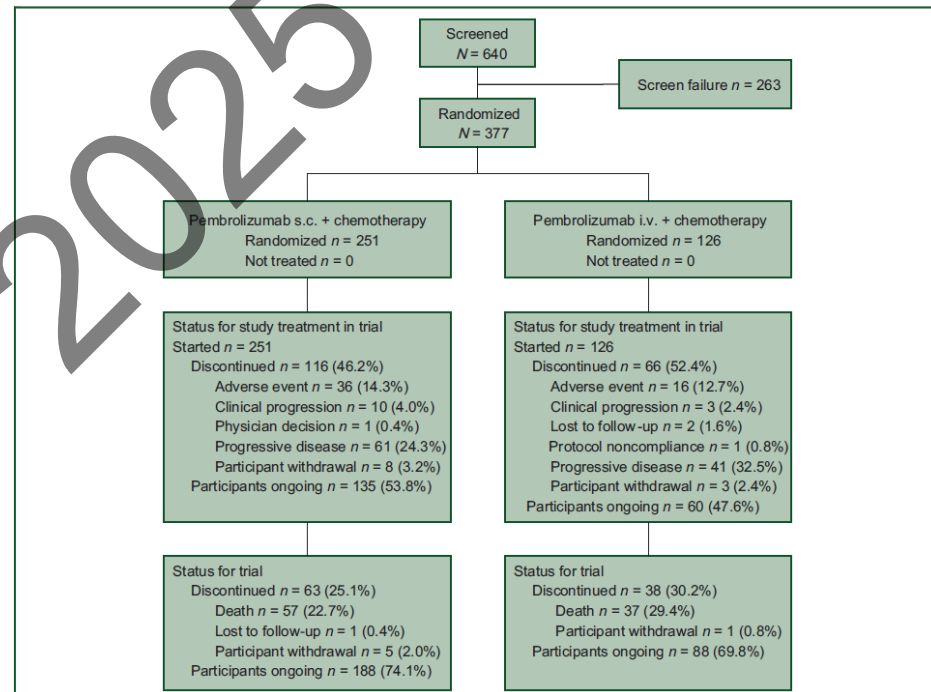 2025
Screened
N = 640
Screen failure n = 263
Randomized
N = 377
Pembrolizumab s.c. + chemotherapy
Randomized n = 251
Not treated n = 0
Pembrolizumab i.v. + chemotherapy
Randomized n = 126
Not treated n = 0
Status for study treatment in trial
Started n = 251
Discontinued n = 116 (46.2%)
Adverse event n = 36 (14.3%)
Clinical progression n = 10 (4.0%)
Physician decision n = 1 (0.4%)
Progressive disease n = 61 (24.3%)
Participant withdrawal n = 8 (3.2%)
Participants ongoing n = 135 (53.8%)
Status for study treatment in trial
Started n = 126
Discontinued n = 66 (52.4%)
Adverse event n = 16 (12.7%)
Clinical progression n = 3 (2.4%)
Lost to follow-up n = 2 (1.6%)
Protocol noncompliance n = 1 (0.8%)
Progressive disease n = 41 (32.5%)
Participant withdrawal n = 3 (2.4%)
Participants ongoing n = 60 (47.6%)
Status for trial
Discontinued n = 63 (25.1%)
Death n = 57 (22.7%)
Lost to follow-up n = 1 (0.4%)
Participant withdrawal n = 5 (2.0%)
Participants ongoing n = 188 (74.1%)
Status for trial
Discontinued n = 38 (30.2%)
Death n = 37 (29.4%)
Participant withdrawal n = 1 (0.8%)
Participants ongoing n = 88 (69.8%)